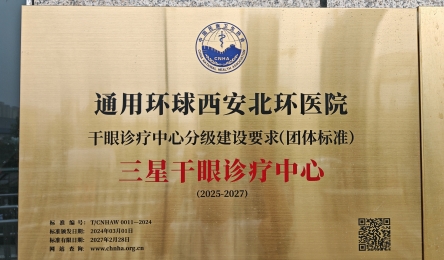 CNHA
通用环球西安北环医院
干眼诊疗中心分级建设要求(团体标准)
三星干眼诊疗中心
(2025-2027)
标 准 编 号: T/CNHAW 0011—2024
标准颁发日期: 2024年03月01日
标准有限日期: 2027年2月28日
网 站 查 询: www.chnha.org.cn